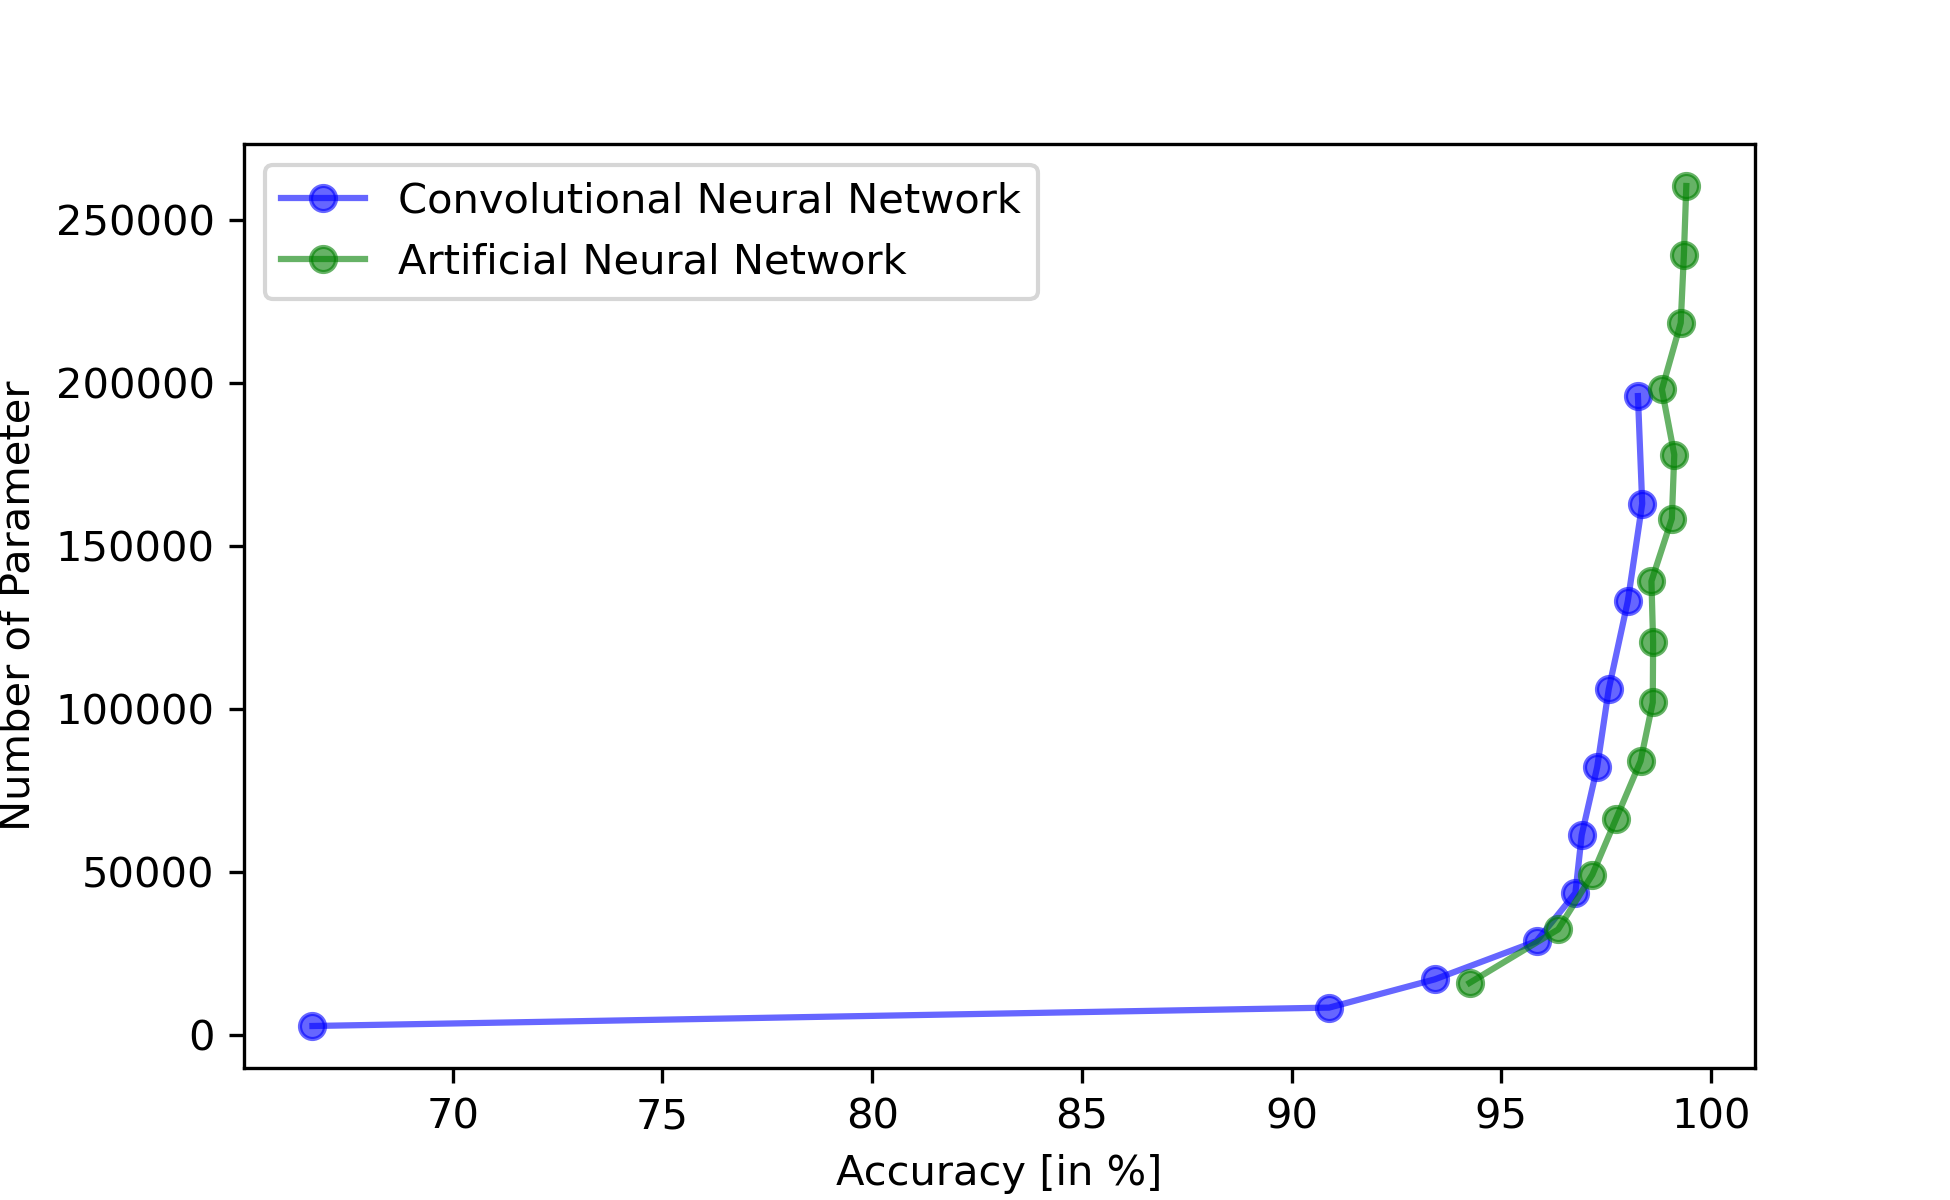 Convolutional Neural Network
Artificial Neural Network
250000
200000
150000
100000
50000
0
Number of Parameter
70 75 80 85 90 95 100
Accuracy [in %]